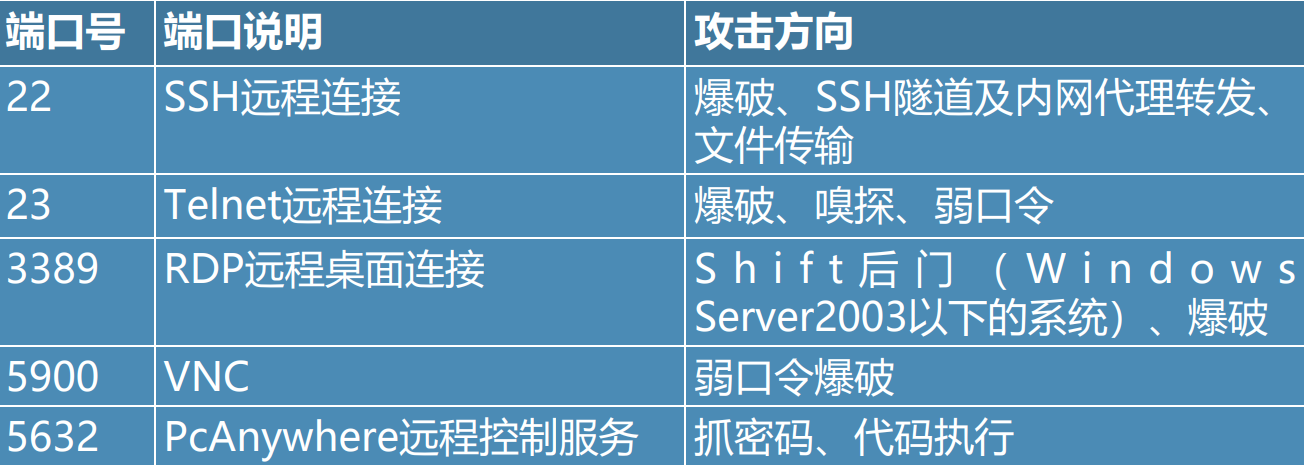 端口号 端口说明 攻击方向
22 SSH远程连接 爆破、SSH隧道及内网代理转发、
文件传输
23 Telnet远程连接 爆破、嗅探、弱口令
3389 RDP远程桌面连接 Shift后门（Windows
Server2003以下的系统）、爆破
5900 VNC 弱口令爆破
5632 PcAnywhere远程控制服务 抓密码、代码执行